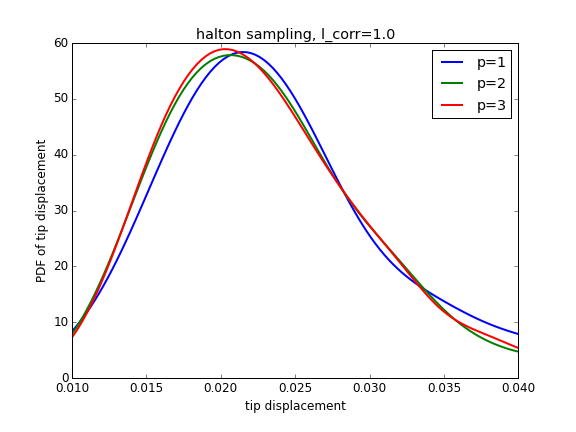 halton sampling, l_corr=1.0
60
50
40
30
20
10
0
PDF of tip displacement
p=1
p=2
p=3
0.010 0.015 0.020 0.025 0.030 0.035 0.040
tip displacement